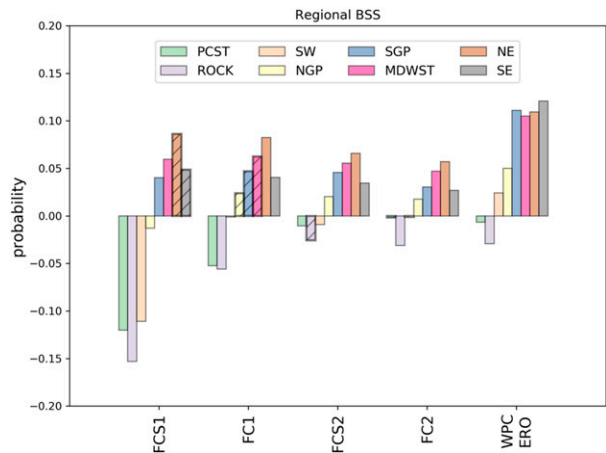 Regional BSS
PCST SW SGP NE
ROCK NGP MDWST SE
probability
0.20
0.15
0.10
0.05
0.00
−0.05
−0.10
−0.15
−0.20
FCS1
FC1
FCS2
FC2
WPC
ERO